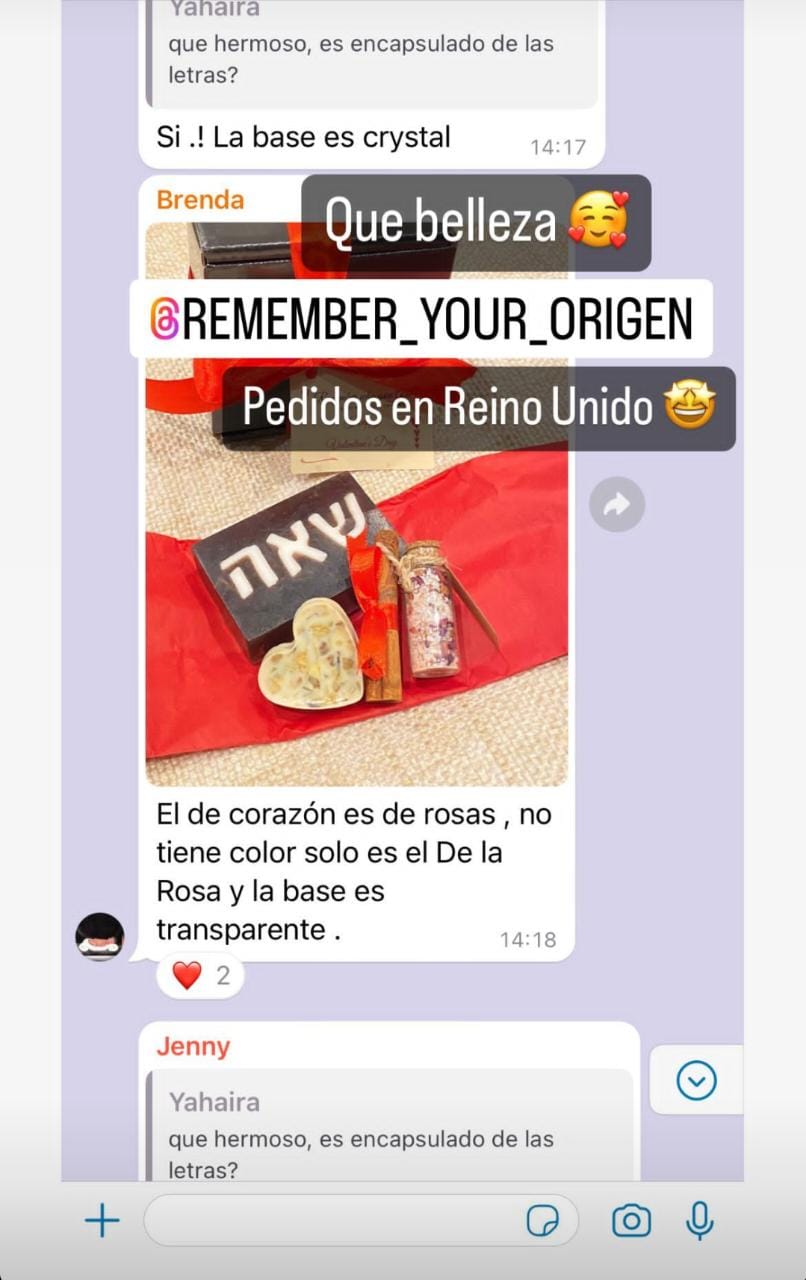 Yahaira
que hermoso, es encapsulado de las
letras?
Si .! La base es crystal
14:17
Brenda
Que belleza 🥰
@REMEMBER_YOUR_ORIGEN
Pedidos en Reino Unido 🤩
Valentine's Day
שאה
El de corazón es de rosas , no
tiene color solo es el De la
Rosa y la base es
transparente .
14:18
❤️ 2
Jenny
Yahaira
que hermoso, es encapsulado de las
letras?